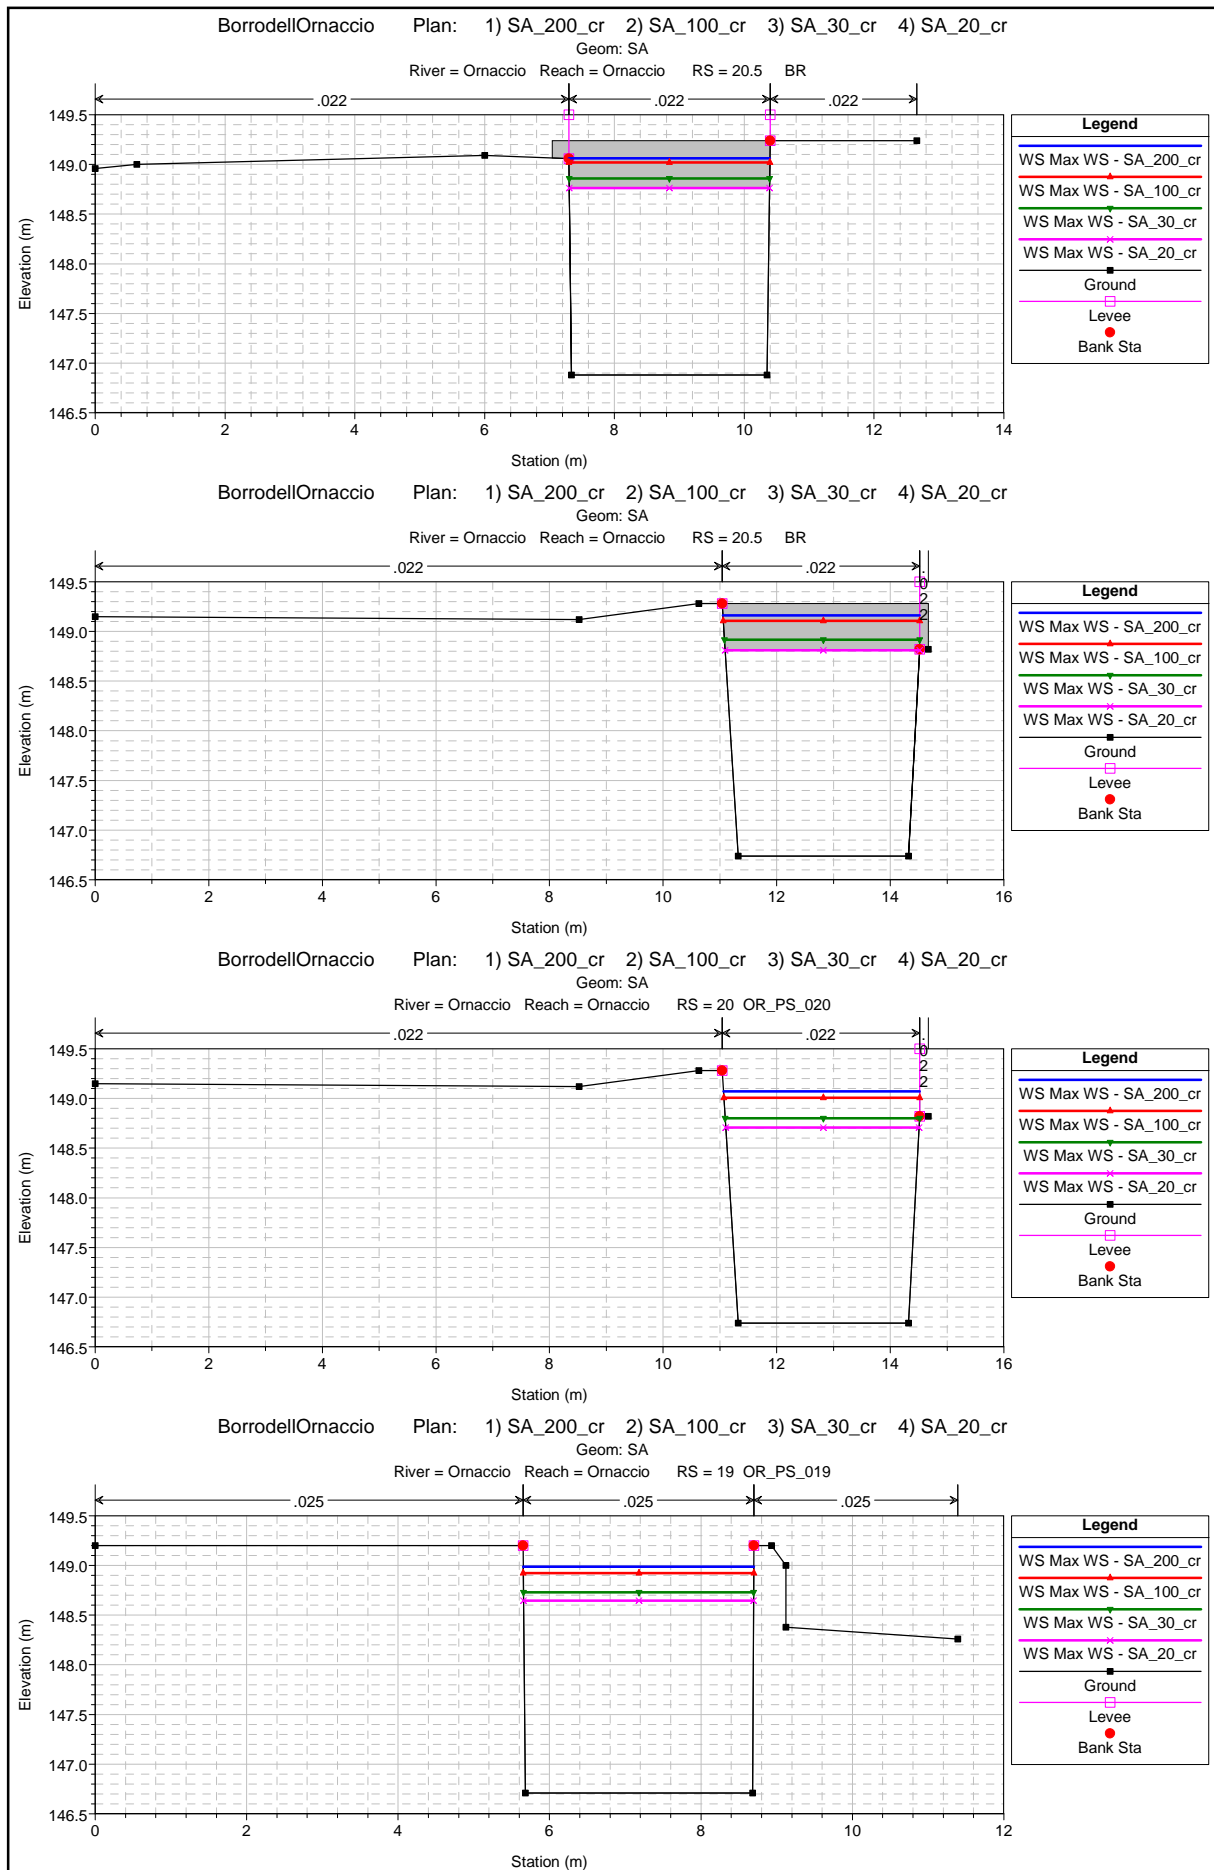 BorrodellOrnaccio Plan: 1) SA_200_cr 2) SA_100_cr 3) SA_30_cr 4) SA_20_cr
Geom: SA
River = Ornaccio Reach = Ornaccio RS = 20.5 BR
.022 .022 .022
149.5
149.0
148.5
148.0
147.5
147.0
146.5
Elevation (m)
0 2 4 6 8 10 12 14
Station (m)
Legend
WS Max WS - SA_200_cr
WS Max WS - SA_100_cr
WS Max WS - SA_30_cr
WS Max WS - SA_20_cr
Ground
Levee
Bank Sta
BorrodellOrnaccio Plan: 1) SA_200_cr 2) SA_100_cr 3) SA_30_cr 4) SA_20_cr
Geom: SA
River = Ornaccio Reach = Ornaccio RS = 20.5 BR
.022 .022 .022
149.5
149.0
148.5
148.0
147.5
147.0
146.5
Elevation (m)
0 2 4 6 8 10 12 14 16
Station (m)
Legend
WS Max WS - SA_200_cr
WS Max WS - SA_100_cr
WS Max WS - SA_30_cr
WS Max WS - SA_20_cr
Ground
Levee
Bank Sta
BorrodellOrnaccio Plan: 1) SA_200_cr 2) SA_100_cr 3) SA_30_cr 4) SA_20_cr
Geom: SA
River = Ornaccio Reach = Ornaccio RS = 20 OR_PS_020
.022 .022 .022
149.5
149.0
148.5
148.0
147.5
147.0
146.5
Elevation (m)
0 2 4 6 8 10 12 14 16
Station (m)
Legend
WS Max WS - SA_200_cr
WS Max WS - SA_100_cr
WS Max WS - SA_30_cr
WS Max WS - SA_20_cr
Ground
Levee
Bank Sta
BorrodellOrnaccio Plan: 1) SA_200_cr 2) SA_100_cr 3) SA_30_cr 4) SA_20_cr
Geom: SA
River = Ornaccio Reach = Ornaccio RS = 19 OR_PS_019
.025 .025 .025
149.5
149.0
148.5
148.0
147.5
147.0
146.5
Elevation (m)
0 2 4 6 8 10 12
Station (m)
Legend
WS Max WS - SA_200_cr
WS Max WS - SA_100_cr
WS Max WS - SA_30_cr
WS Max WS - SA_20_cr
Ground
Levee
Bank Sta